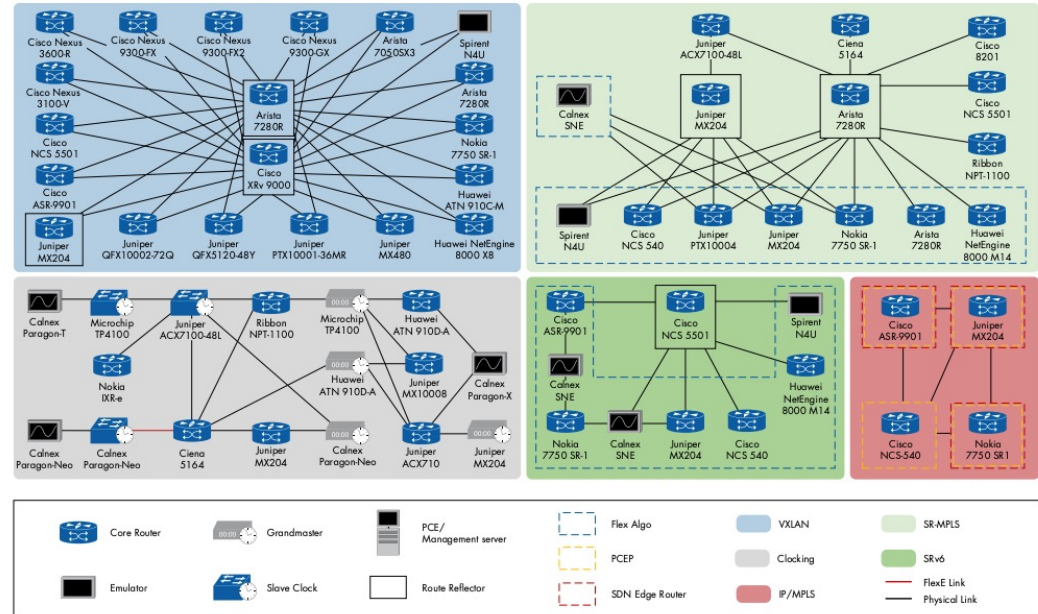 Cisco Nexus
3600-R
Cisco Nexus
9300-FX
Cisco Nexus
9300-FX2
Cisco Nexus
9300-GX
Arista
7050SX3
Spirent
N4U
Cisco Nexus
3100-V
Arista
7280R
Arista
7280R
Cisco
NCS 5501
Nokia
7750 SR-1
Cisco
XRv 9000
Cisco
ASR-9901
Huawei
ATN 910C-M
Juniper
MX204
Juniper
QFX10002-72Q
Juniper
QFX5120-48Y
Juniper
PTX10001-36MR
Juniper
MX480
Huawei NetEngine
8000 X8
Juniper
ACX7100-48L
Ciena
5164
Cisco
8201
Calnex
SNE
Juniper
MX204
Arista
7280R
Cisco
NCS 5501
Ribbon
NPT-1100
Spirent
N4U
Cisco
NCS 540
Juniper
PTX10004
Juniper
MX204
Nokia
7750 SR-1
Arista
7280R
Huawei
NetEngine
8000 M14
Calnex
Paragon-T
Microchip
TP4100
Juniper
ACX7100-48L
Ribbon
NPT-1100
00:00
Microchip
TP4100
Huawei
ATN 910D-A
Nokia
IXR-e
00:00
Huawei
ATN 910D-A
Juniper
MX10008
Calnex
Paragon-X
Calnex
Paragon-Neo
Calnex
Paragon-Neo
Ciena
5164
Juniper
MX204
00:00
Calnex
Paragon-Neo
Juniper
ACX710
00:00
Juniper
MX204
Cisco
ASR-9901
Cisco
NCS 5501
Spirent
N4U
Calnex
SNE
Huawei
NetEngine
8000 M14
Nokia
7750 SR-1
Calnex
SNE
Juniper
MX204
Cisco
NCS 540
Cisco
ASR-9901
Juniper
MX204
Cisco
NCS-540
Nokia
7750 SR1
Core Router
00:00
Grandmaster
PCE/
Management server
Flex Algo
VXLAN
SR-MPLS
PCEP
Clocking
SRv6
Emulator
Slave Clock
Route Reflector
SDN Edge Router
IP/MPLS
FlexE Link
Physical Link